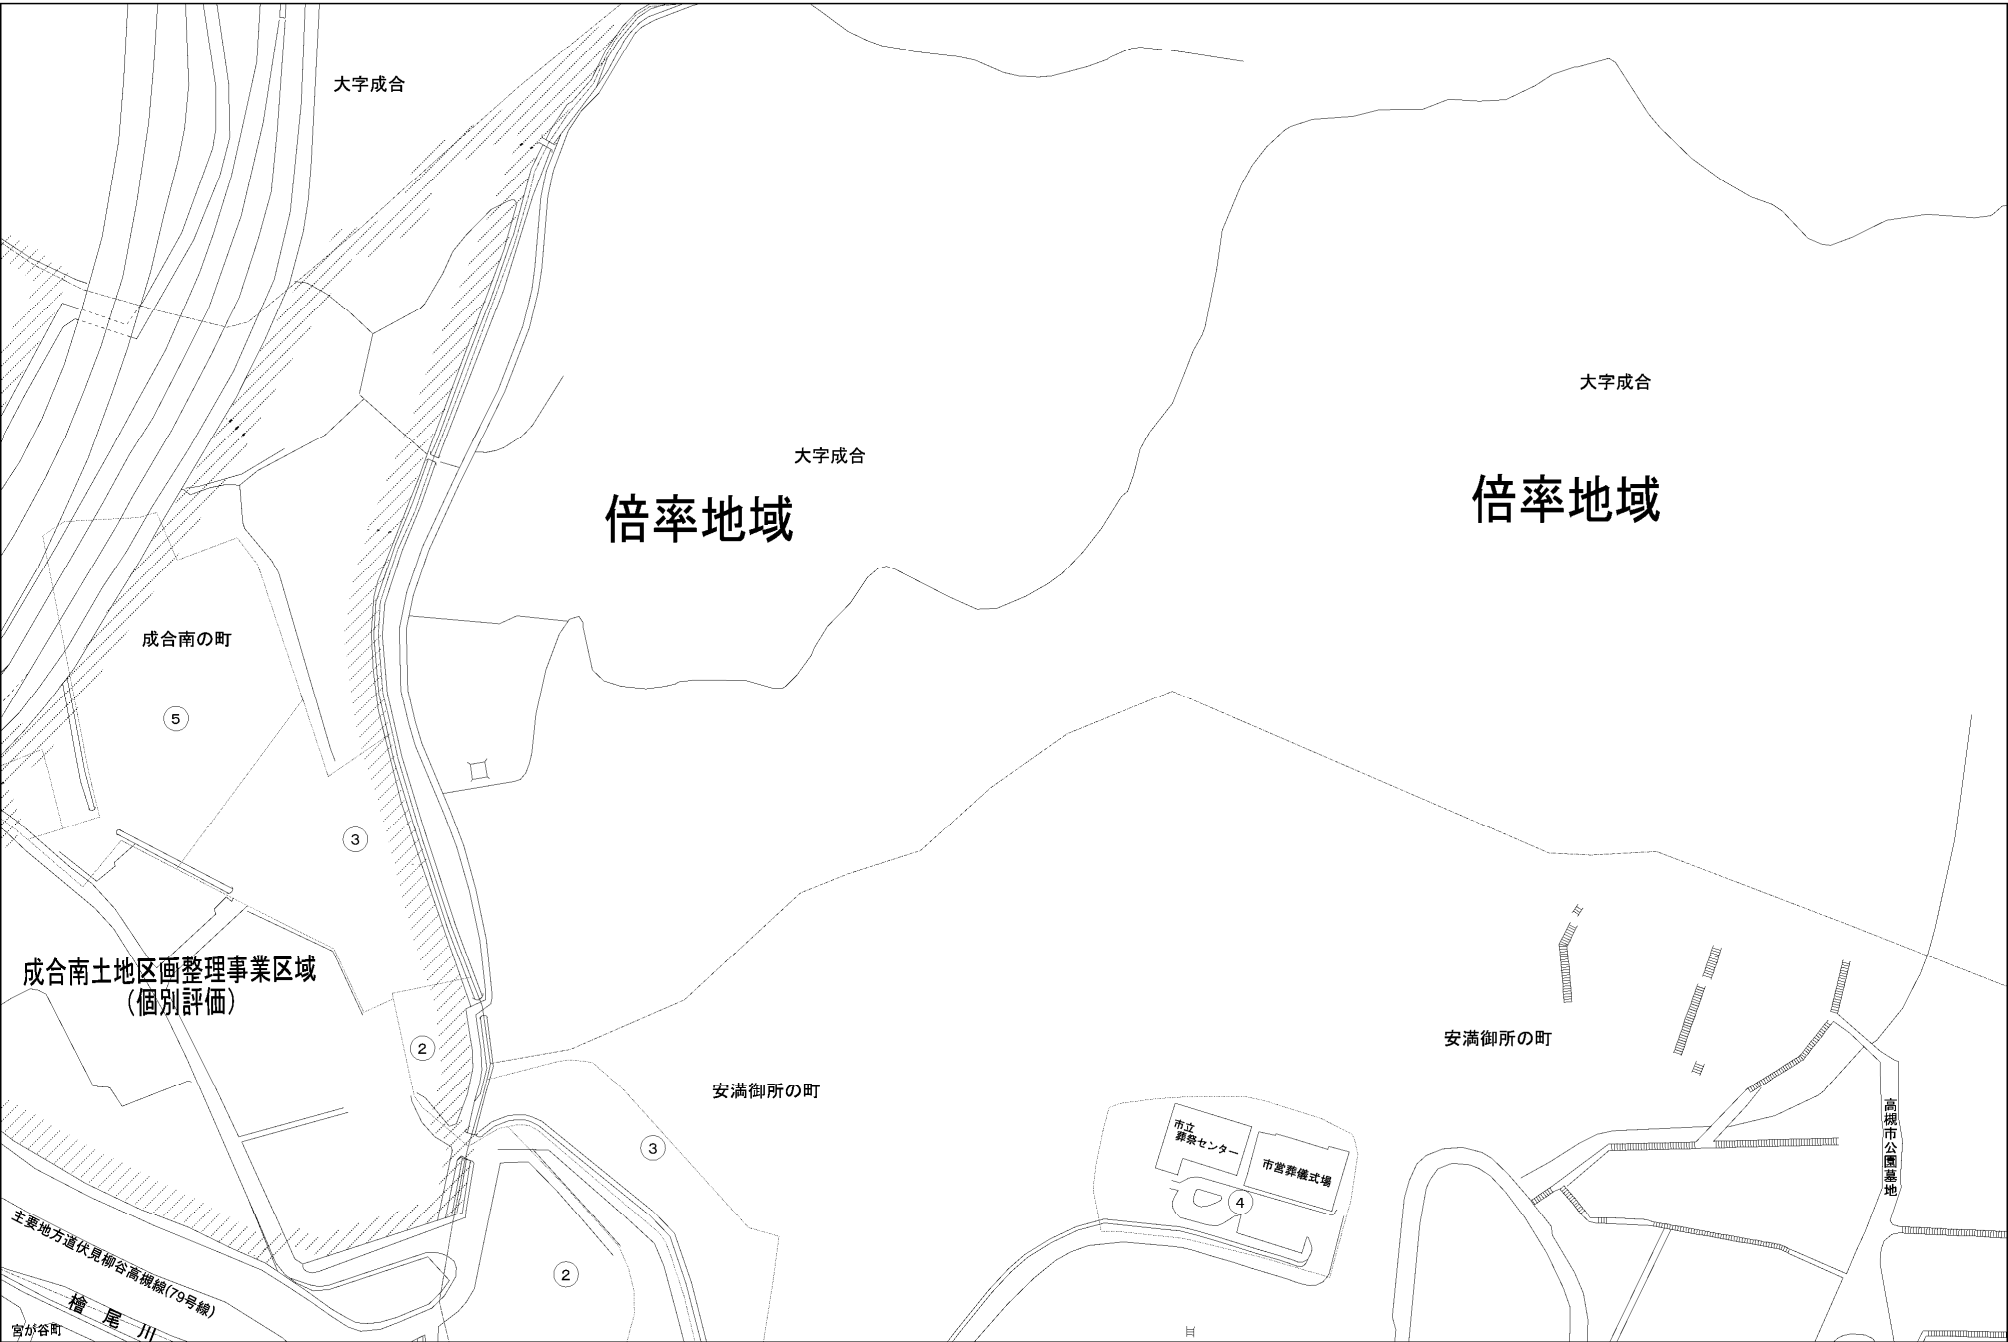 大字成合
大字成合
大字成合
倍率地域
倍率地域
成合南の町
5
3
成合南土地区画整理事業区域
（個別評価）
2
安満御所の町
安満御所の町
3
市立
葬祭センター
市営葬儀式場
4
高槻市公園墓地
2
主要地方道伏見柳谷高槻線(79号線)
檜尾川
宮が谷町